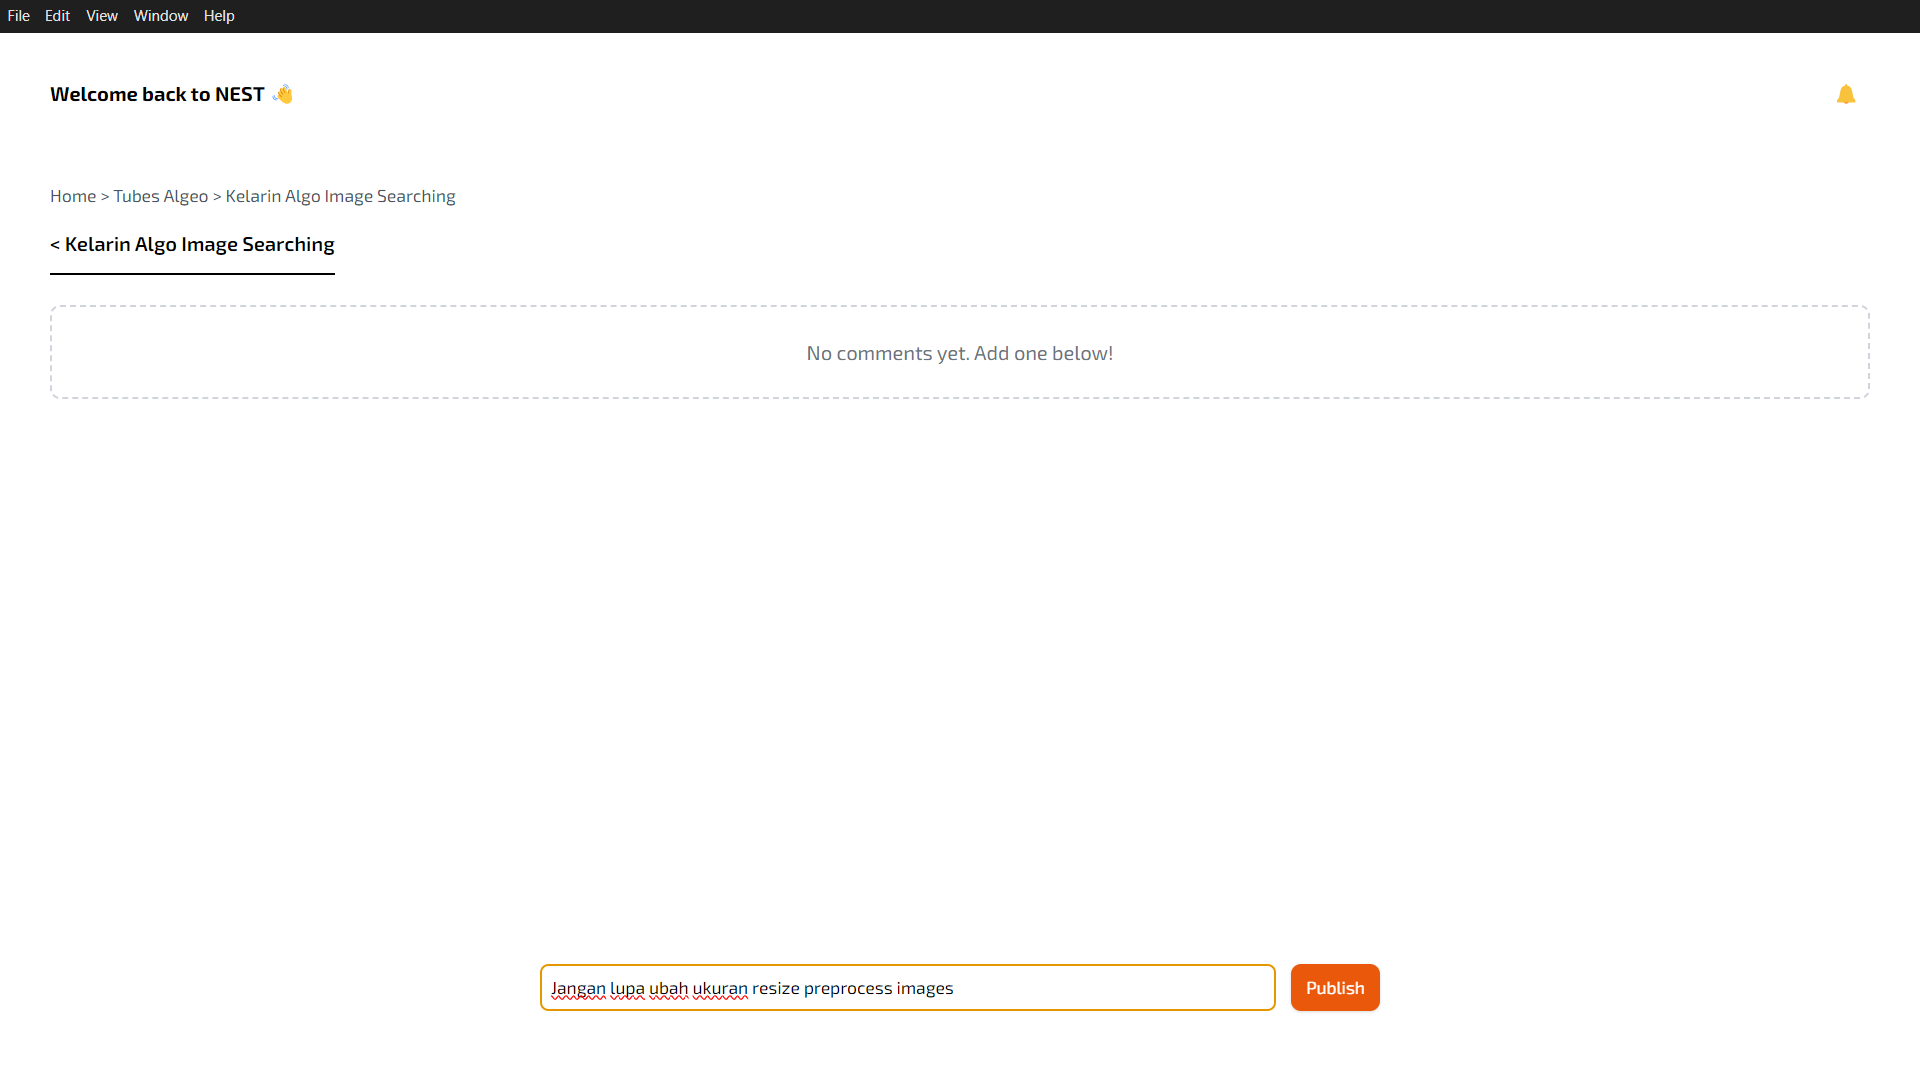 File Edit View Window Help
Welcome back to NEST 👋
Home > Tubes Algeo > Kelarin Algo Image Searching
< Kelarin Algo Image Searching
No comments yet. Add one below!
Jangan lupa ubah ukuran resize preprocess images
Publish